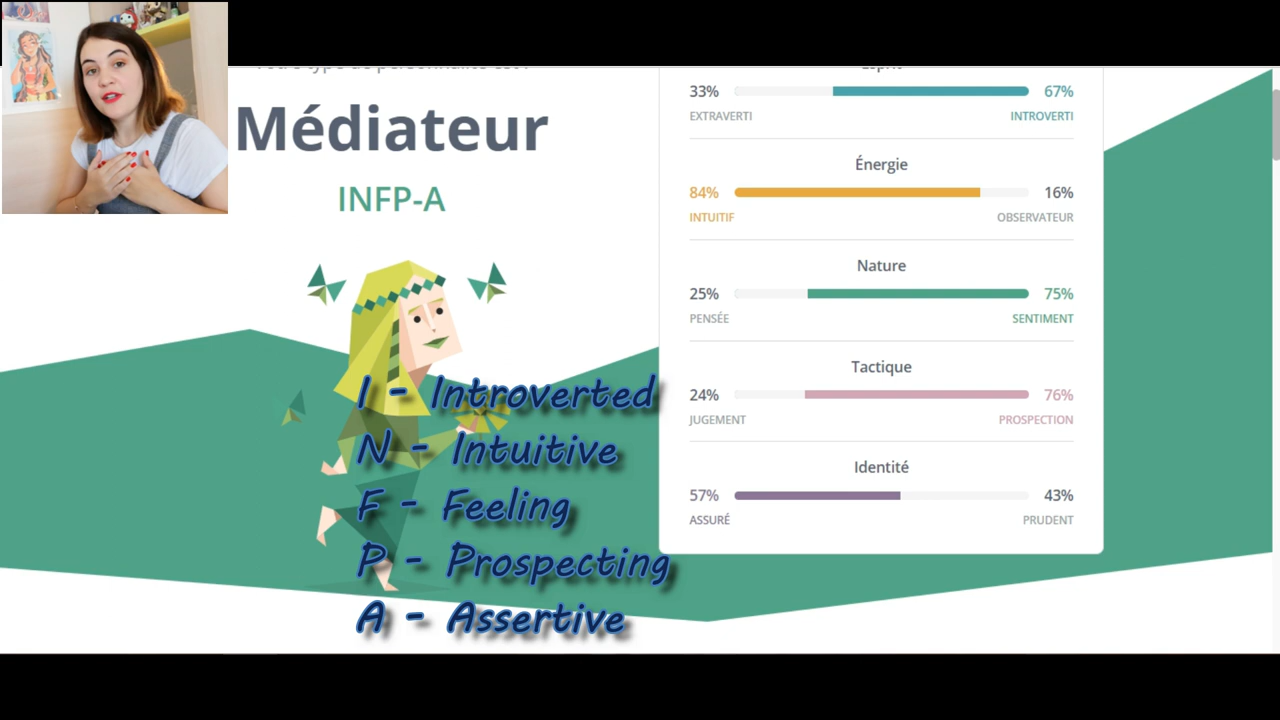 Médiateur
INFP-A
I - Introverted
N - Intuitive
F - Feeling
P - Prospecting
A - Assertive
Esprit
33% 67%
EXTRAVERTI INTROVERTI
Énergie
84% 16%
INTUITIF OBSERVATEUR
Nature
25% 75%
PENSÉE SENTIMENT
Tactique
24% 76%
JUGEMENT PROSPECTION
Identité
57% 43%
ASSURÉ PRUDENT